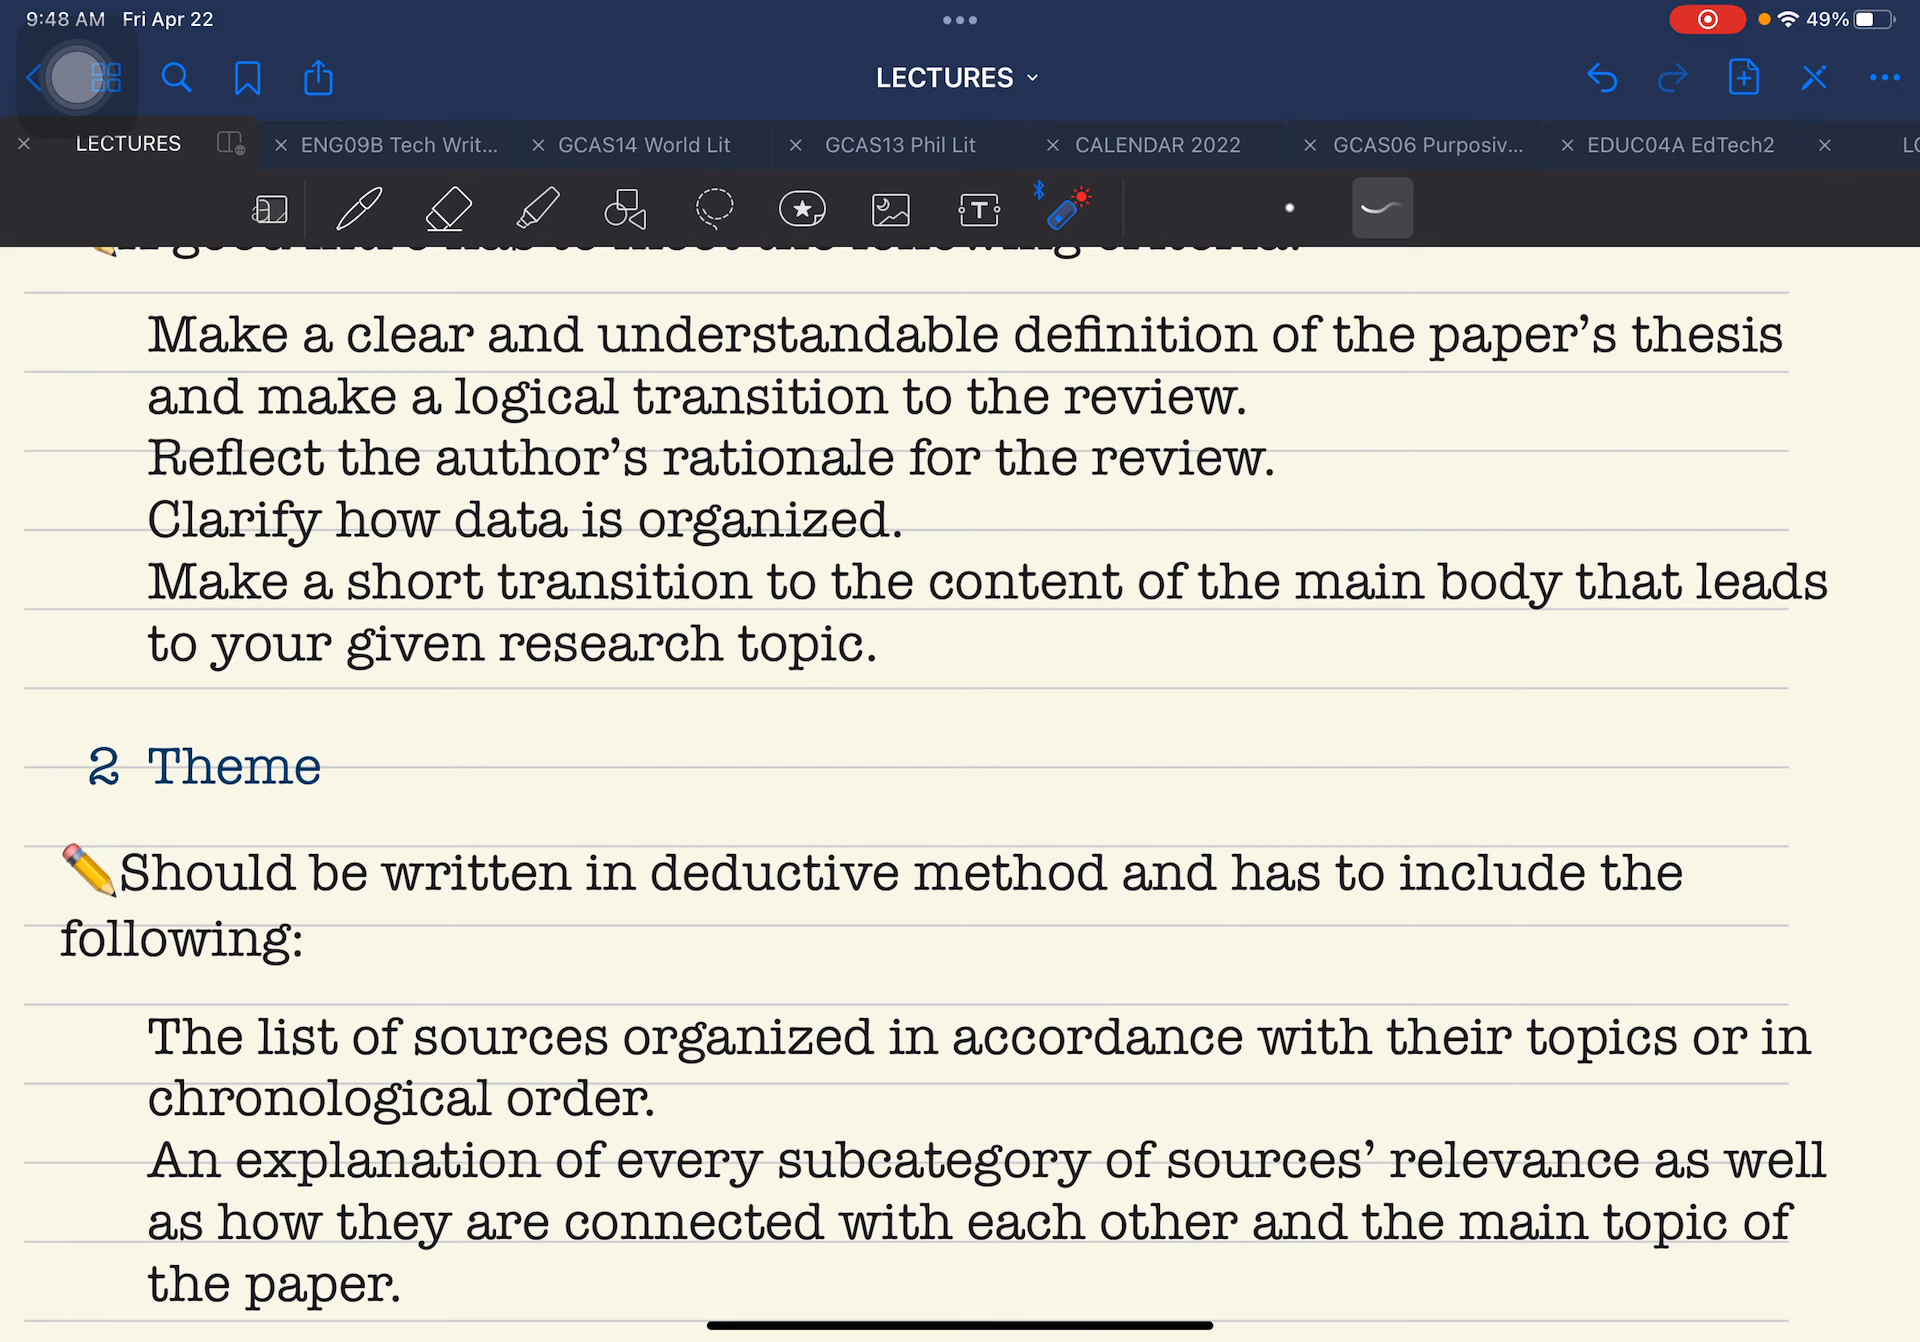 9:48 AM Fri Apr 22
49%
LECTURES
LECTURES
ENG09B Tech Writ...
GCAS14 World Lit
GCAS13 Phil Lit
CALENDAR 2022
GCAS06 Purposiv...
EDUC04A EdTech2
Make a clear and understandable definition of the paper’s thesis
and make a logical transition to the review.
Reflect the author’s rationale for the review.
Clarify how data is organized.
Make a short transition to the content of the main body that leads
to your given research topic.
2 Theme
Should be written in deductive method and has to include the
following:
The list of sources organized in accordance with their topics or in
chronological order.
An explanation of every subcategory of sources’ relevance as well
as how they are connected with each other and the main topic of
the paper.